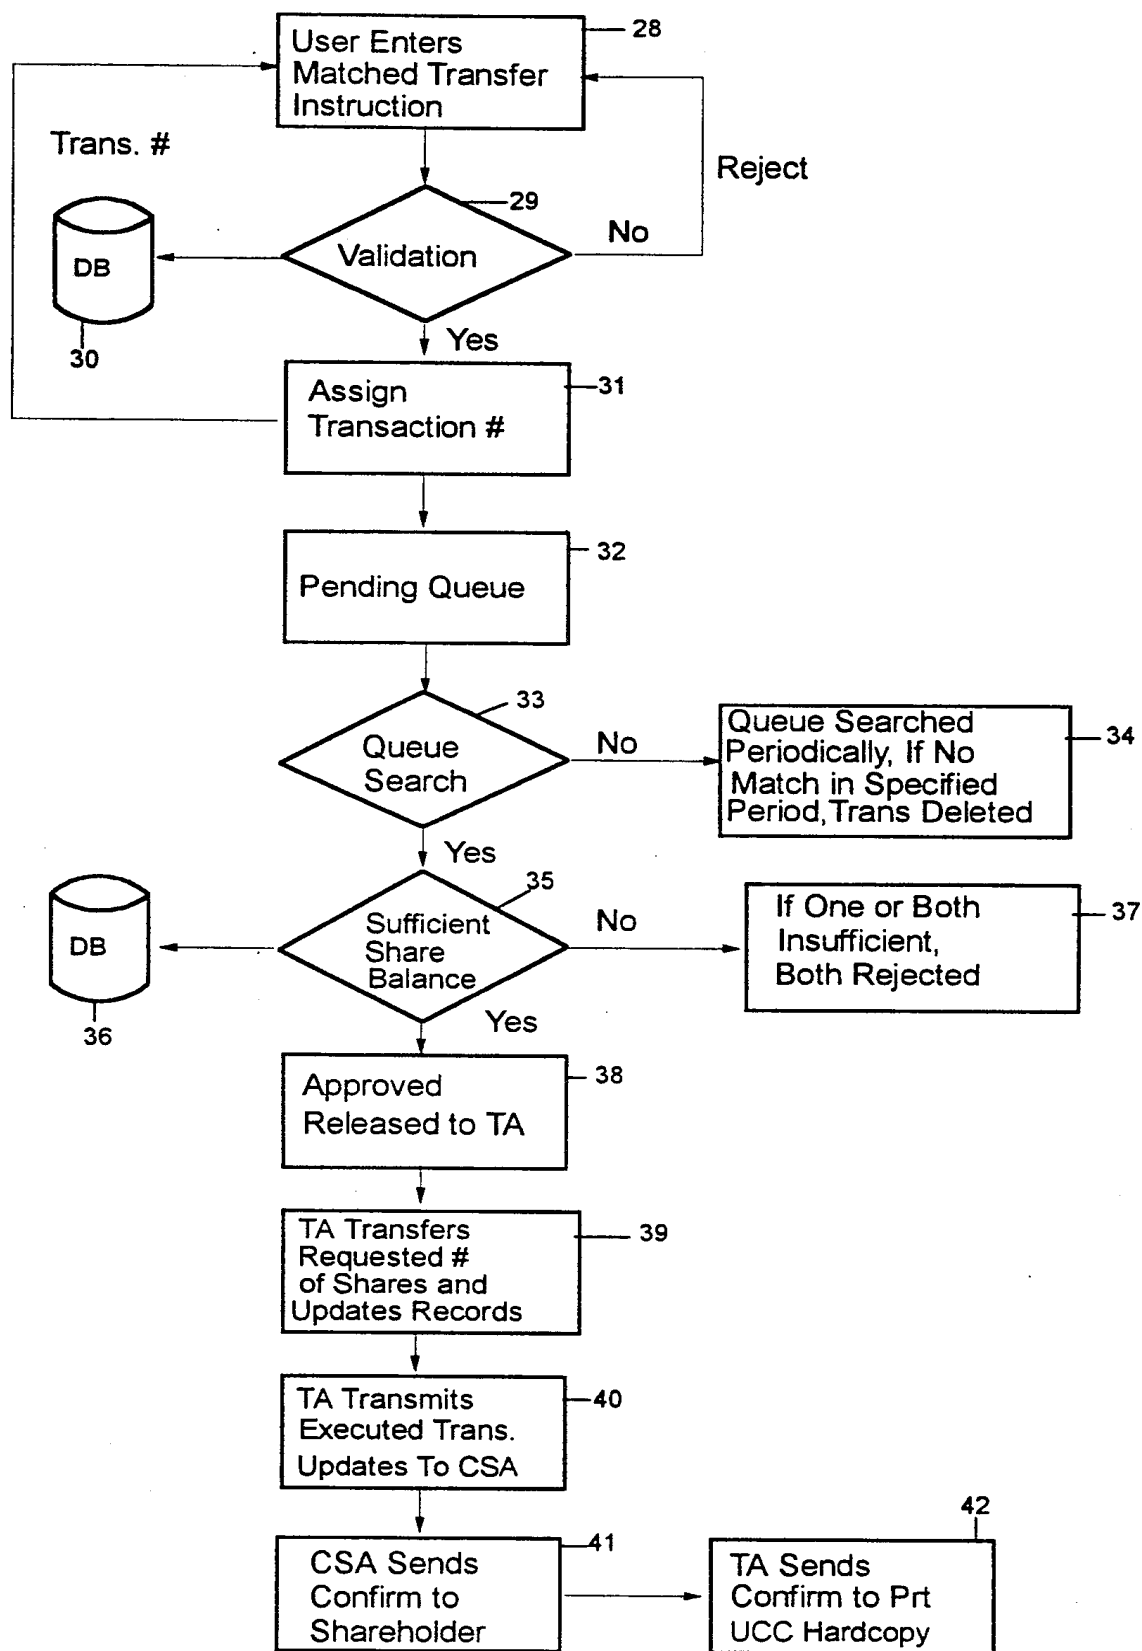 28
User Enters
Matched Transfer
Instruction
Trans. #
Reject
29
Validation
No
DB
30
Yes
31
Assign
Transaction #
32
Pending Queue
33
Queue
Search
No
Queue Searched
Periodically, If No
Match in Specified
Period, Trans Deleted
34
Yes
35
Sufficient
Share
Balance
No
If One or Both
Insufficient,
Both Rejected
37
DB
36
Yes
38
Approved
Released to TA
39
TA Transfers
Requested #
of Shares and
Updates Records
40
TA Transmits
Executed Trans.
Updates To CSA
41
CSA Sends
Confirm to
Shareholder
42
TA Sends
Confirm to Prt
UCC Hardcopy